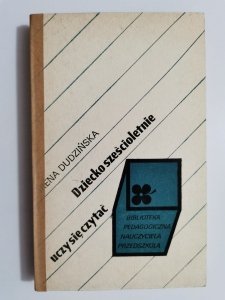 IRENA DUDZIŃSKA
Dziecko sześcioletnie
uczy się czytać
BIBLIOTEKA
PEDAGOGICZNA
NAUCZYCIELA
PRZEDSZKOLA